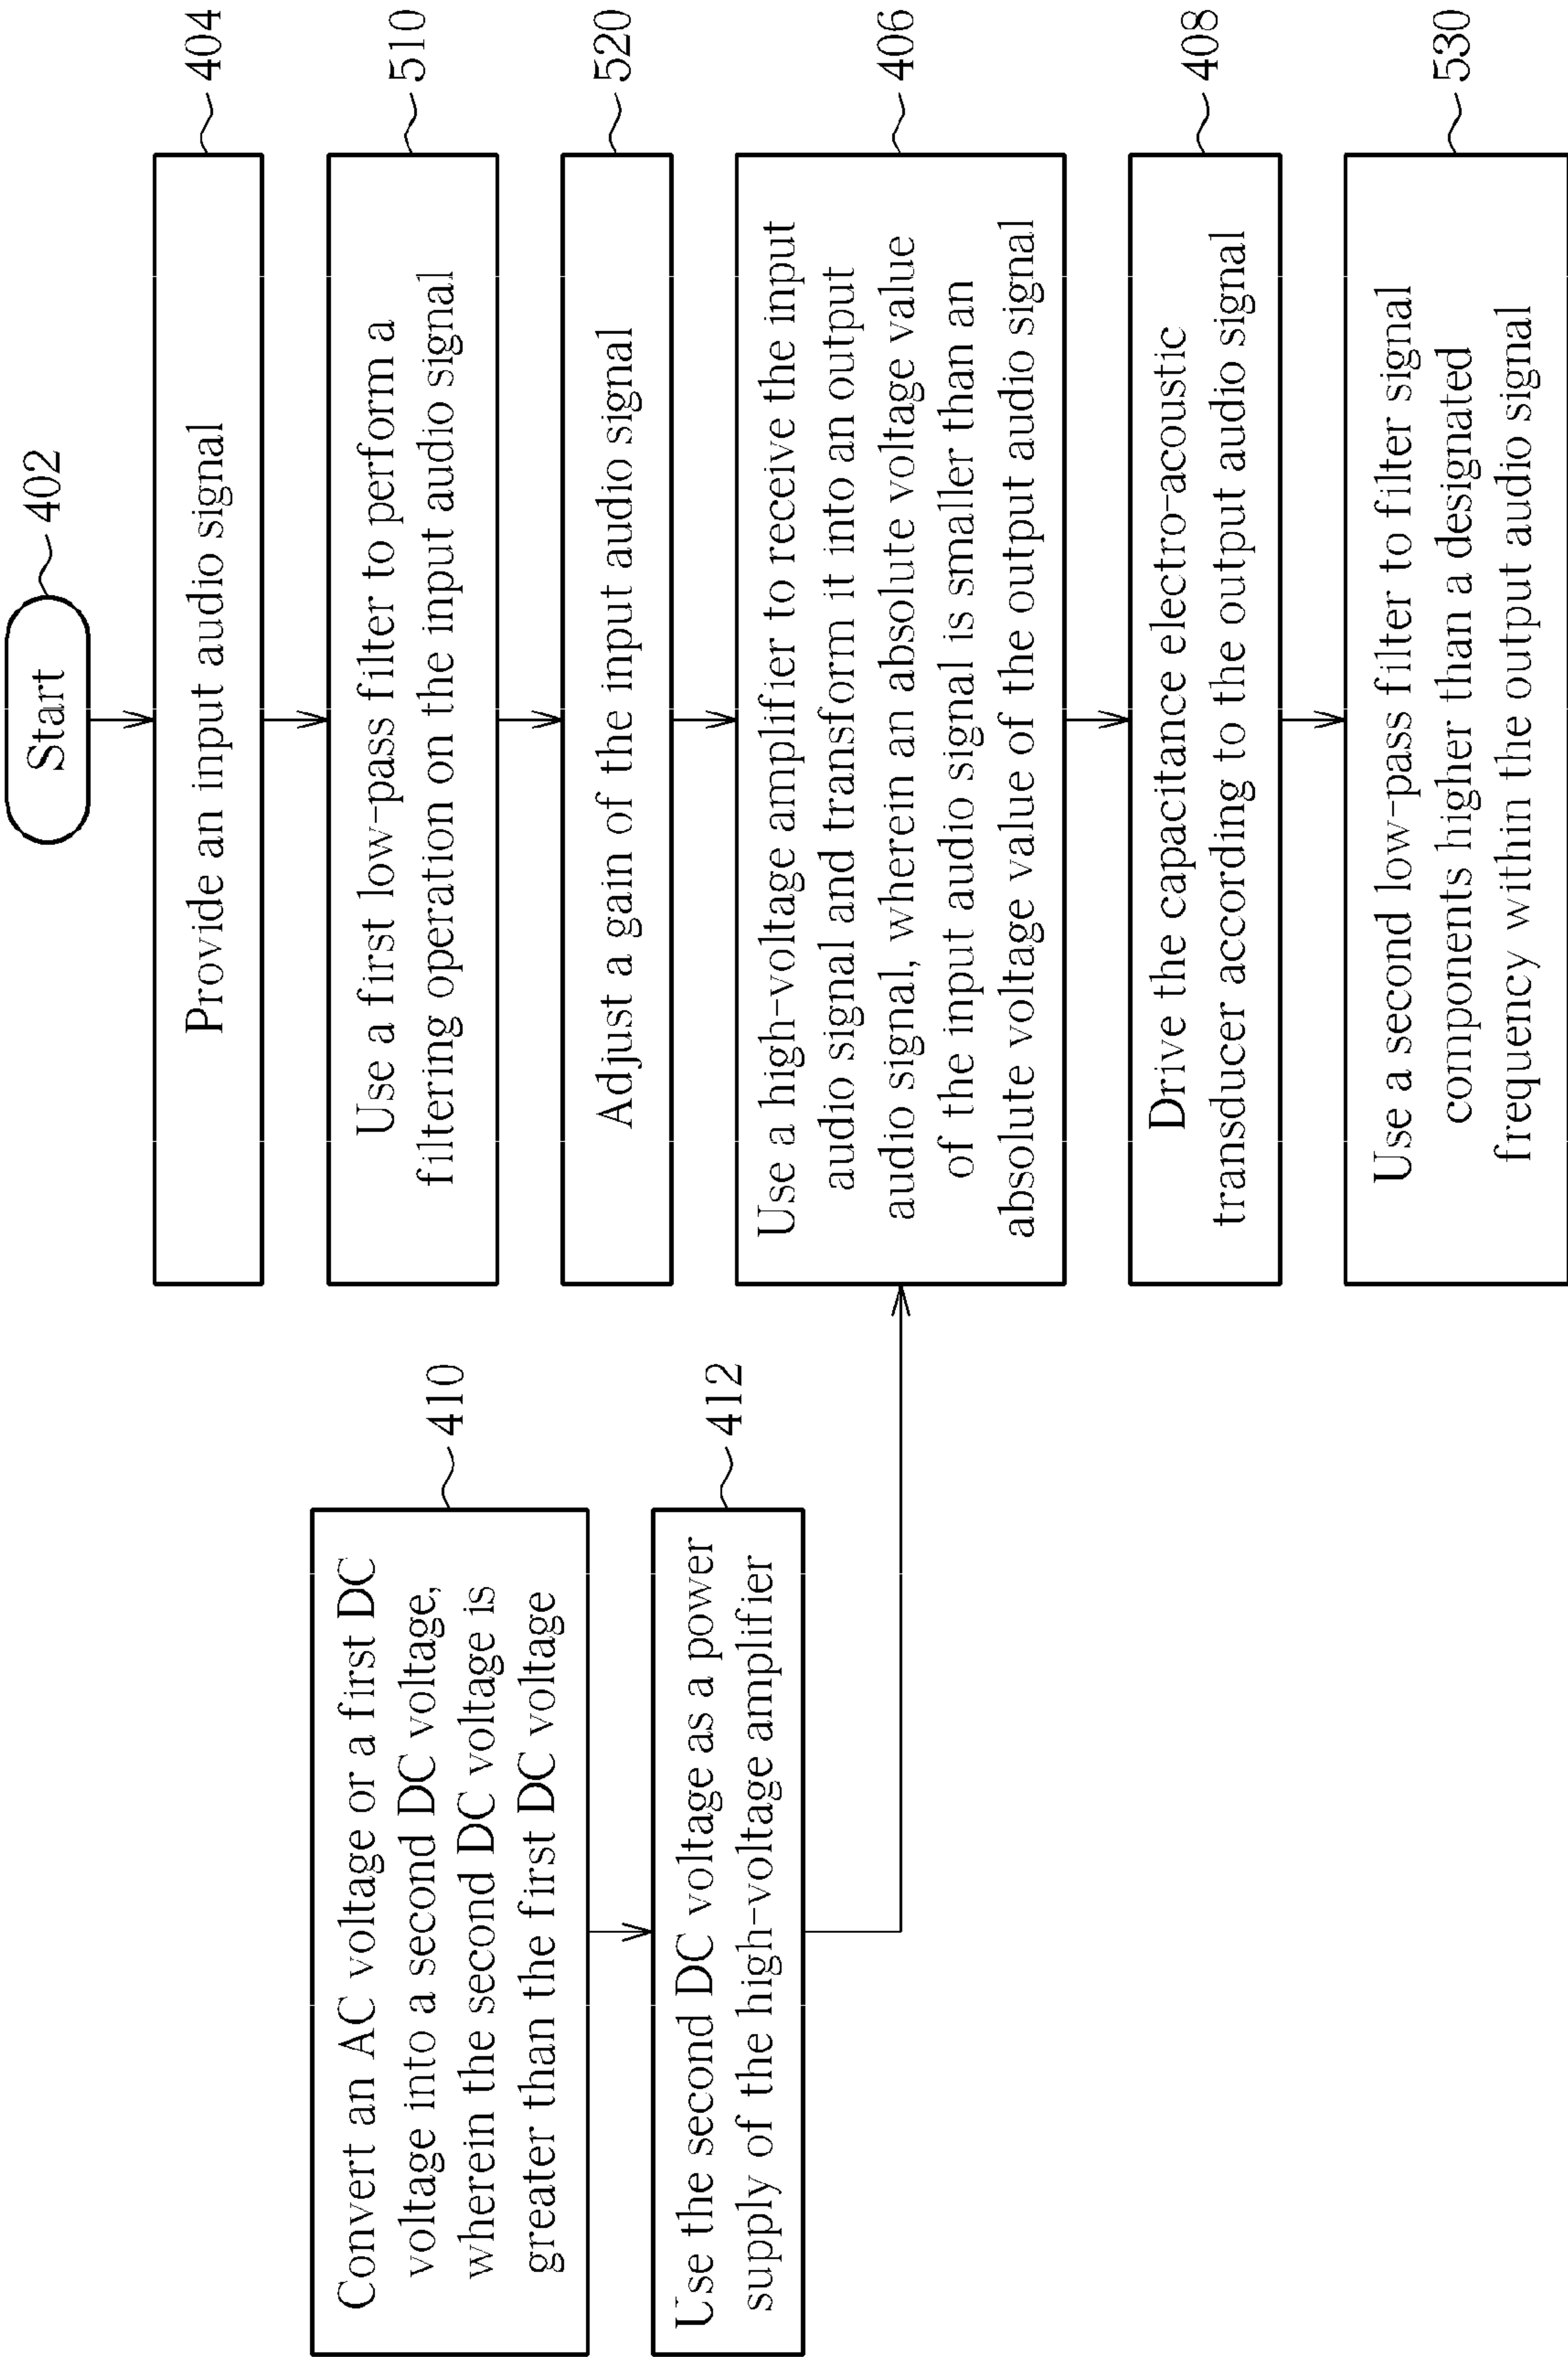 Start
402
Provide an input audio signal
404
Use a first low-pass filter to perform a
filtering operation on the input audio signal
510
Adjust a gain of the input audio signal
520
Use a high-voltage amplifier to receive the input
audio signal and transform it into an output
audio signal, wherein an absolute voltage value
of the input audio signal is smaller than an
absolute voltage value of the output audio signal
406
Drive the capacitance electro-acoustic
transducer according to the output audio signal
408
Use a second low-pass filter to filter signal
components higher than a designated
frequency within the output audio signal
530
Convert an AC voltage or a first DC
voltage into a second DC voltage,
wherein the second DC voltage is
greater than the first DC voltage
410
Use the second DC voltage as a power
supply of the high-voltage amplifier
412